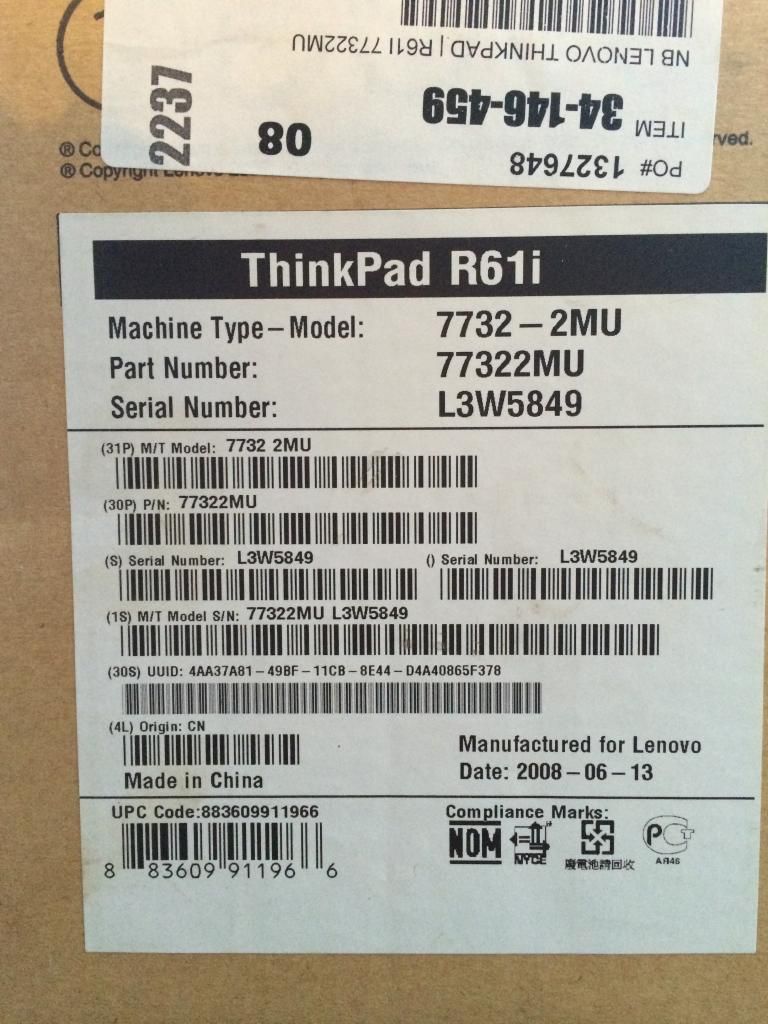 NB LENOVO THINKPAD | R61I 77322MU
ITEM 34-146-459
PO# 1327648
08
2237
® Co
rved.
® Copyright Lenovo
ThinkPad R61i
Machine Type–Model: 7732–2MU
Part Number: 77322MU
Serial Number: L3W5849
(31P) M/T Model: 7732 2MU
(30P) P/N: 77322MU
(S) Serial Number: L3W5849
() Serial Number: L3W5849
(1S) M/T Model S/N: 77322MU L3W5849
(30S) UUID: 4AA37A81–49BF–11CB–8E44–D4A40865F378
(4L) Origin: CN
Made in China
Manufactured for Lenovo
Date: 2008–06–13
UPC Code:883609911966
8 83609 91196 6
Compliance Marks:
NOM
NYCE
廢電池請回收
PCT
AR46